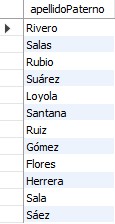 apellidoPaterno
Rivero
Salas
Rubio
Suárez
Loyola
Santana
Ruiz
Gómez
Flores
Herrera
Sala
Sáez